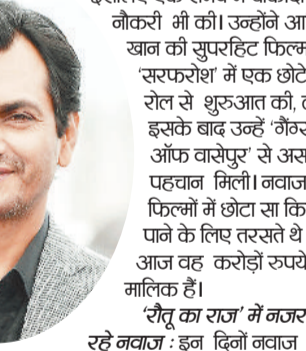 नौकरी भी की। उन्होंने आ
खान की सुपरहिट फिल्म
‘सरफरोश’ में एक छोटे
रोल से शुरुआत की, ल
इसके बाद उन्हें ‘गैंग्स
ऑफ वासेपुर’ से अस
पहचान मिली। नवाज
फिल्मों में छोटा सा कि
पाने के लिए तरसते थे
आज वह करोड़ों रुपये
मालिक हैं।
‘रौतू का राज’ में नजर
रहे नवाज : इन दिनों नवाज